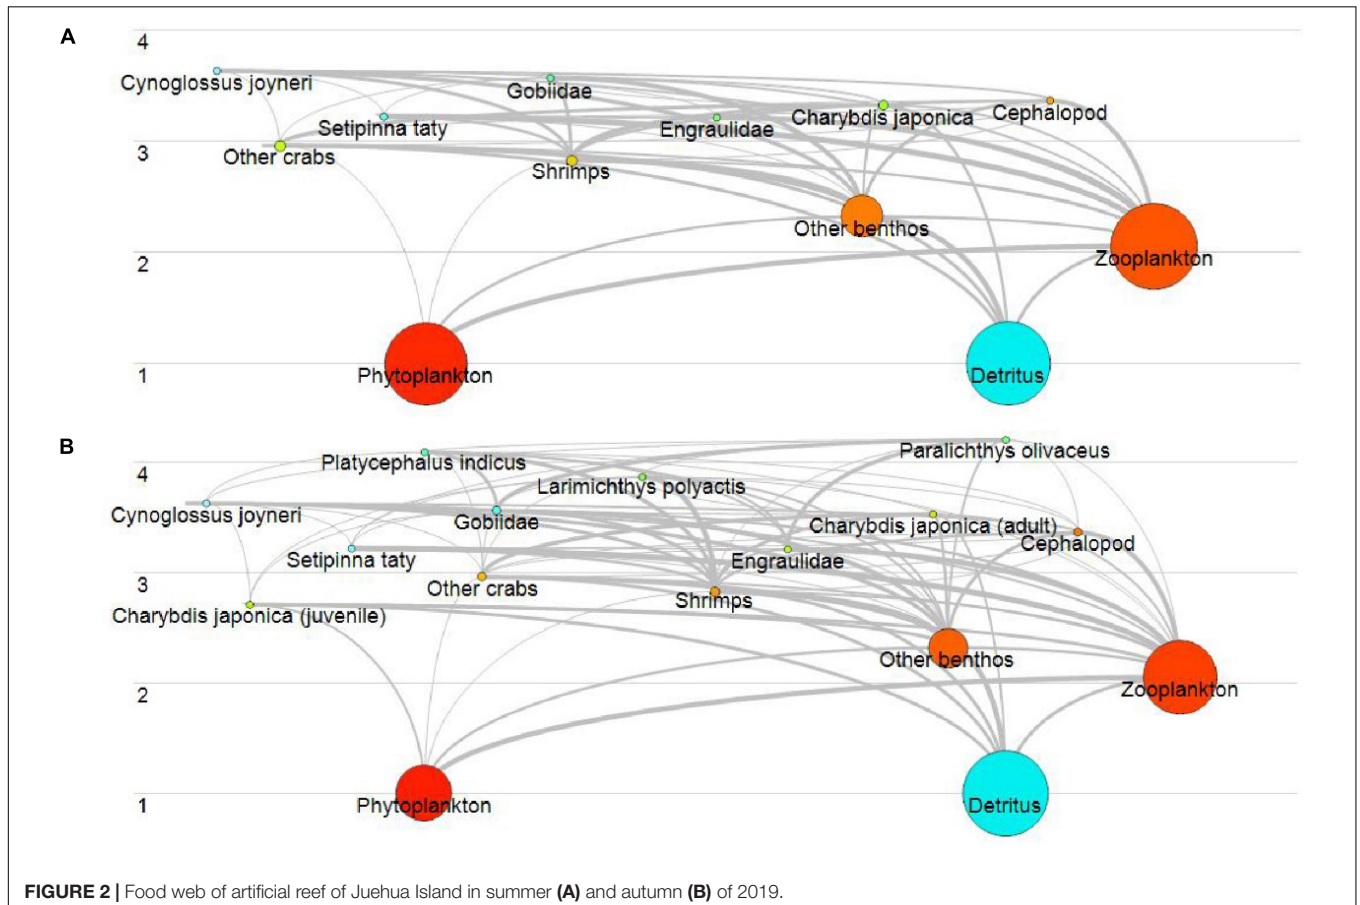 A
4
Cynoglossus joyneri
Gobiidae
Setipinna taty
Engraulidae
Charybdis japonica
Cephalopod
3
Other crabs
Shrimps
Other benthos
2
Zooplankton
1
Phytoplankton
Detritus
B
Paralichthys olivaceus
Platycephalus indicus
4
Larimichthys polyactis
Cynoglossus joyneri
Gobiidae
Charybdis japonica (adult)
Cephalopod
Setipinna taty
Engraulidae
3
Other crabs
Shrimps
Charybdis japonica (juvenile)
Other benthos
2
Zooplankton
1
Phytoplankton
Detritus
FIGURE 2 | Food web of artificial reef of Juehua Island in summer (A) and autumn (B) of 2019.